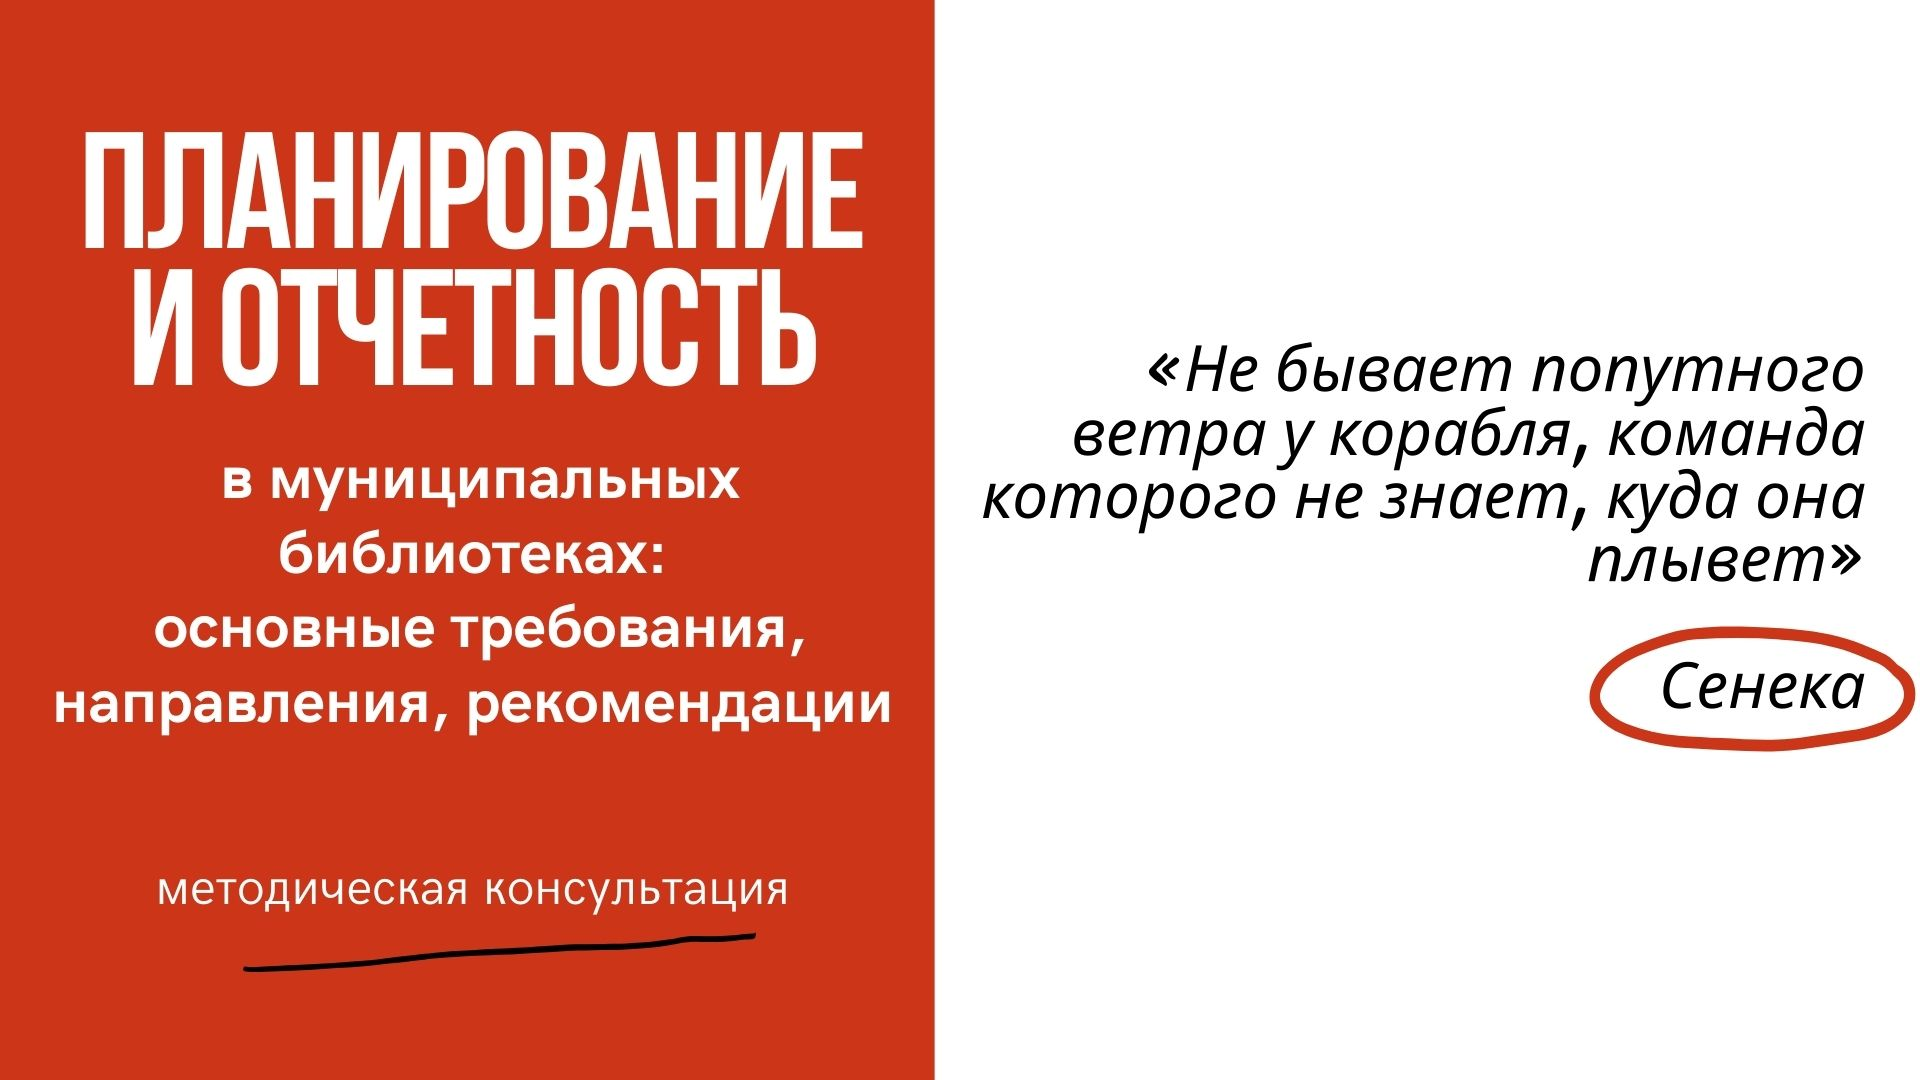 ПЛАНИРОВАНИЕ
И ОТЧЕТНОСТЬ
в муниципальных
библиотеках:
основные требования,
направления, рекомендации
методическая консультация
«Не бывает попутного
ветра у корабля, команда
которого не знает, куда она
плывет»
Сенека